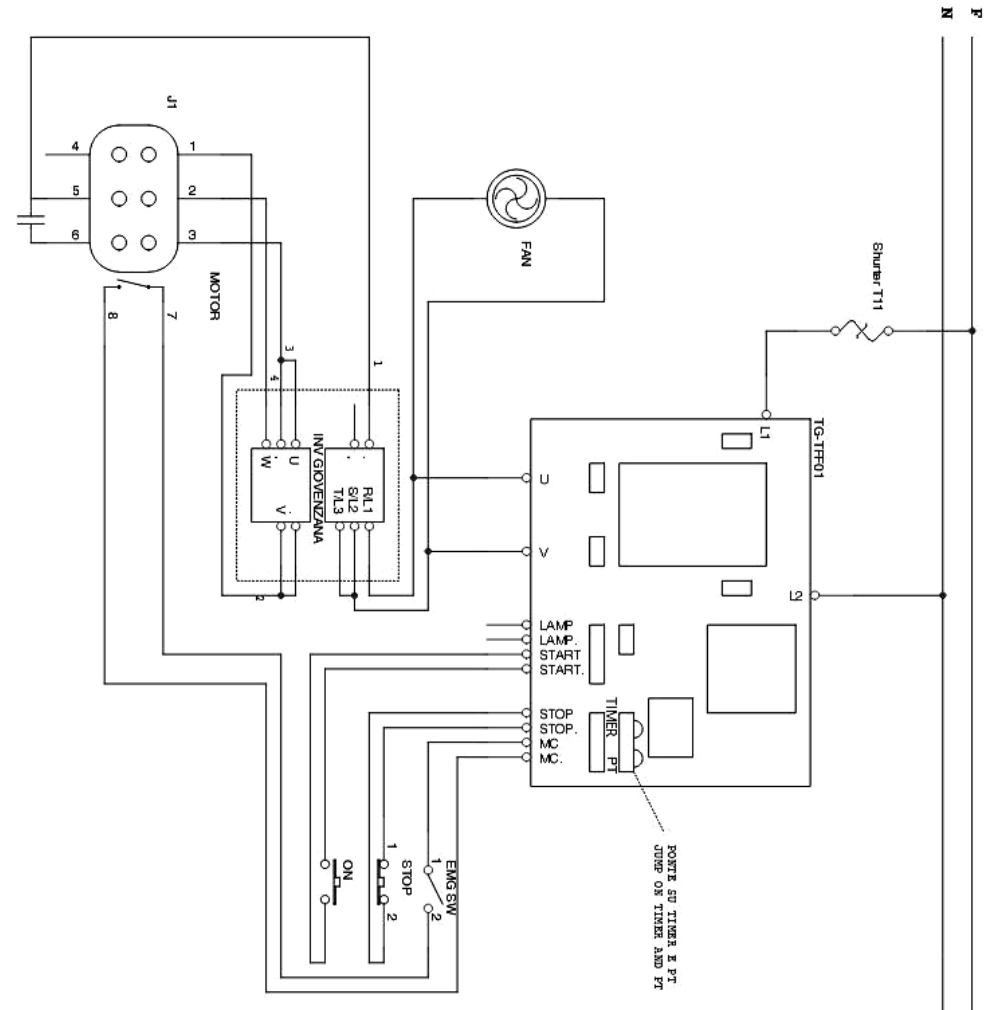 N
F
J1
4
1
5
2
6
3
MOTOR
8
7
FAN
Shurter T11
L1
TG-TFF01
3
4
1
INV GIOVENZANA
U
.
W
V
.
R/L1
S/L2
T/L3
2
U
V
L2
LAMP
LAMP.
START
START.
STOP
STOP.
MC
MC.
TIMER
PT
PONTE SU TIMER E PT
JUMP ON TIMER AND PT
ON
1
STOP
2
1
EMG SW
2